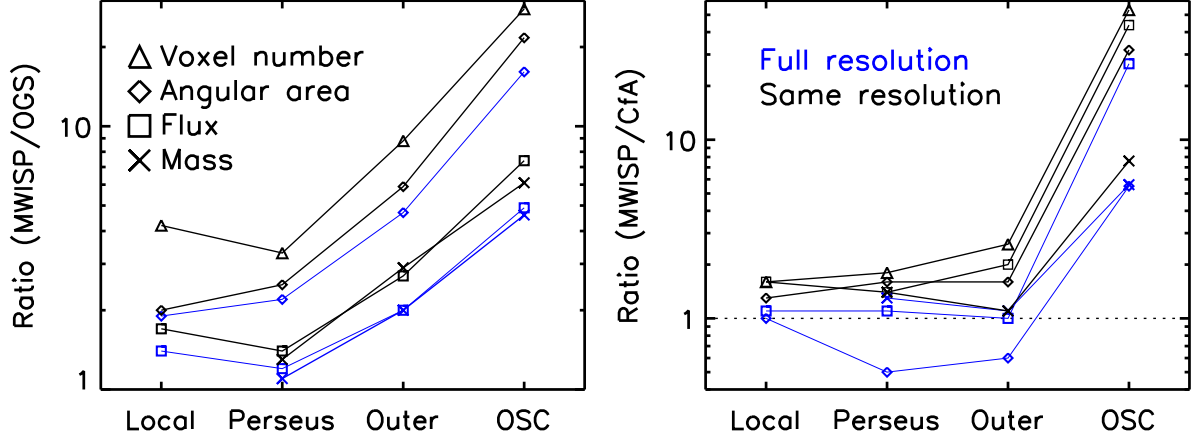 Ratio (MWISP/OGS)
10
1
Voxel number
Angular area
Flux
Mass
Local Perseus Outer OSC
Ratio (MWISP/CfA)
10
1
Full resolution
Same resolution
Local Perseus Outer OSC